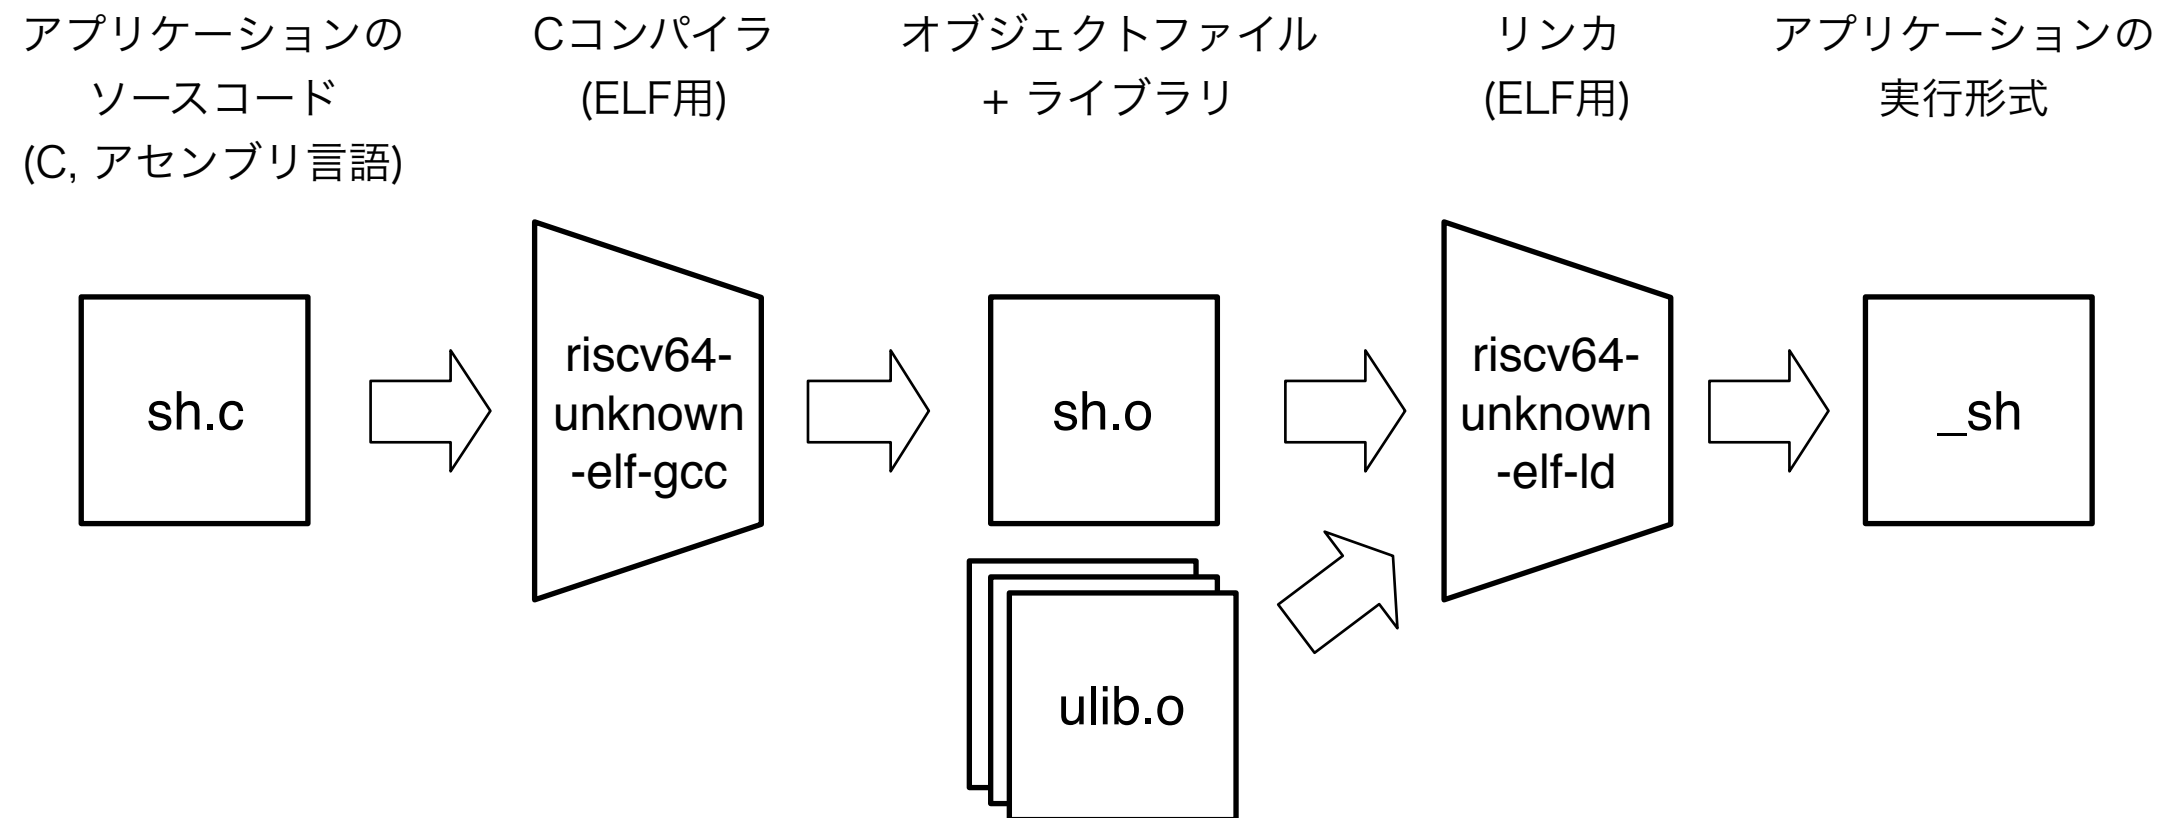 アプリケーションの
ソースコード
(C, アセンブリ言語)
Cコンパイラ
(ELF用)
オブジェクトファイル
+ ライブラリ
リンカ
(ELF用)
アプリケーションの
実行形式
sh.c
riscv64-
unknown
-elf-gcc
sh.o
ulib.o
riscv64-
unknown
-elf-ld
_sh